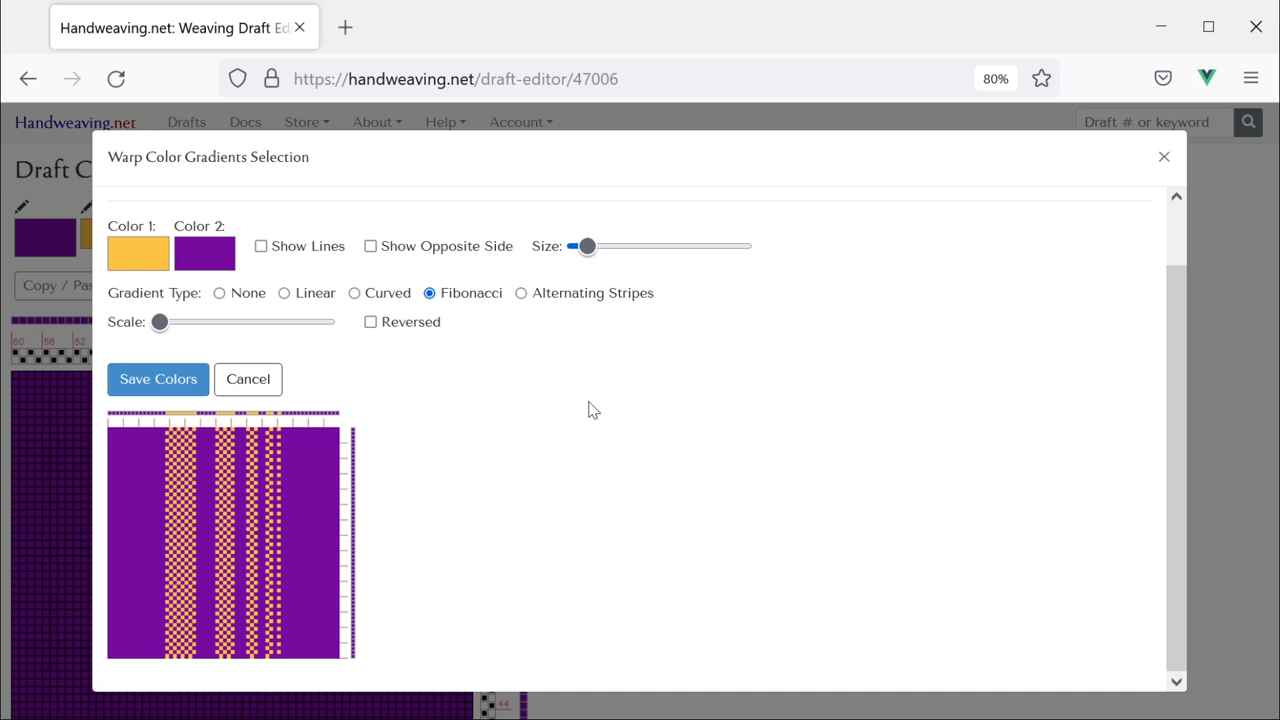 Handweaving.net: Weaving Draft Ed
https://handweaving.net/draft-editor/47006
80%
Handweaving.net Drafts Docs Store About Help Account Draft # or keyword
Draft C
Warp Color Gradients Selection
Color 1: Color 2:
Show Lines Show Opposite Side Size:
Copy / Pas
Gradient Type: None Linear Curved Fibonacci Alternating Stripes
Scale: Reversed
60 56 52
Save Colors Cancel
44